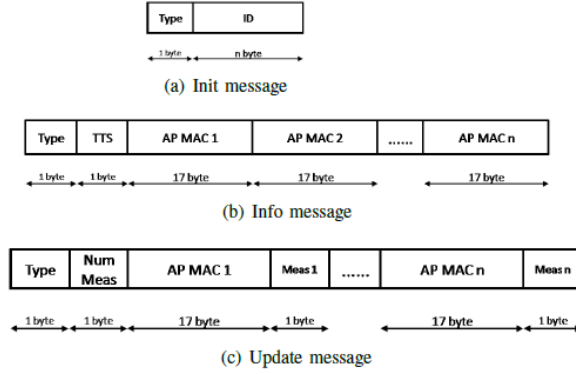 Type ID
1 byte n byte
(a) Init message
Type TTS AP MAC 1 AP MAC 2 ...... AP MAC n
1 byte 1 byte 17 byte 17 byte 17 byte
(b) Info message
Type Num Meas AP MAC 1 Meas 1 ...... AP MAC n Meas n
1 byte 1 byte 17 byte 1 byte 17 byte 1 byte
(c) Update message